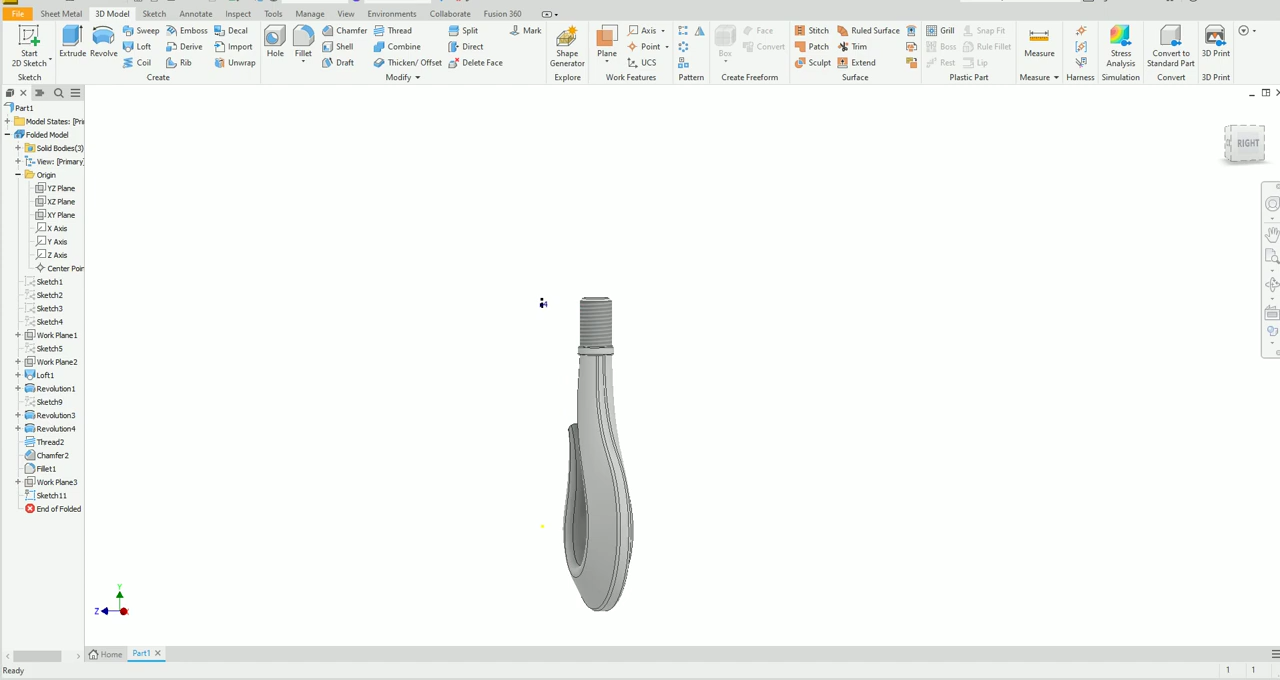 File Sheet Metal 3D Model Sketch Annotate Inspect Tools Manage View Environments Collaborate Fusion 360
Start
2D Sketch
Sketch
Extrude Revolve
Sweep Emboss Decal
Loft Derive Import
Coil Rib Unwrap
Create
Hole Fillet
Chamfer Thread Split Mark
Shell Combine Direct
Draft Thicken/ Offset Delete Face
Modify
Shape
Generator
Explore
Plane
Axis
Point
UCS
Work Features
Pattern
Box
Face
Convert
Create Freeform
Stitch Ruled Surface
Patch Trim
Sculpt Extend
Surface
Grill Snap Fit
Boss Rule Fillet
Rest Lip
Plastic Part
Measure
Measure
Harness
Stress
Analysis
Simulation
Convert to
Standard Part
Convert
3D Print
3D Print
Part1
Model States: [Pri
Folded Model
Solid Bodies(3)
View: [Primary]
Origin
YZ Plane
XZ Plane
XY Plane
X Axis
Y Axis
Z Axis
Center Poin
Sketch1
Sketch2
Sketch3
Sketch4
Work Plane1
Sketch5
Work Plane2
Loft1
Revolution1
Sketch9
Revolution3
Revolution4
Thread2
Chamfer2
Fillet1
Work Plane3
Sketch11
End of Folded
RIGHT
Y
Z
Home Part1
Ready 1 1